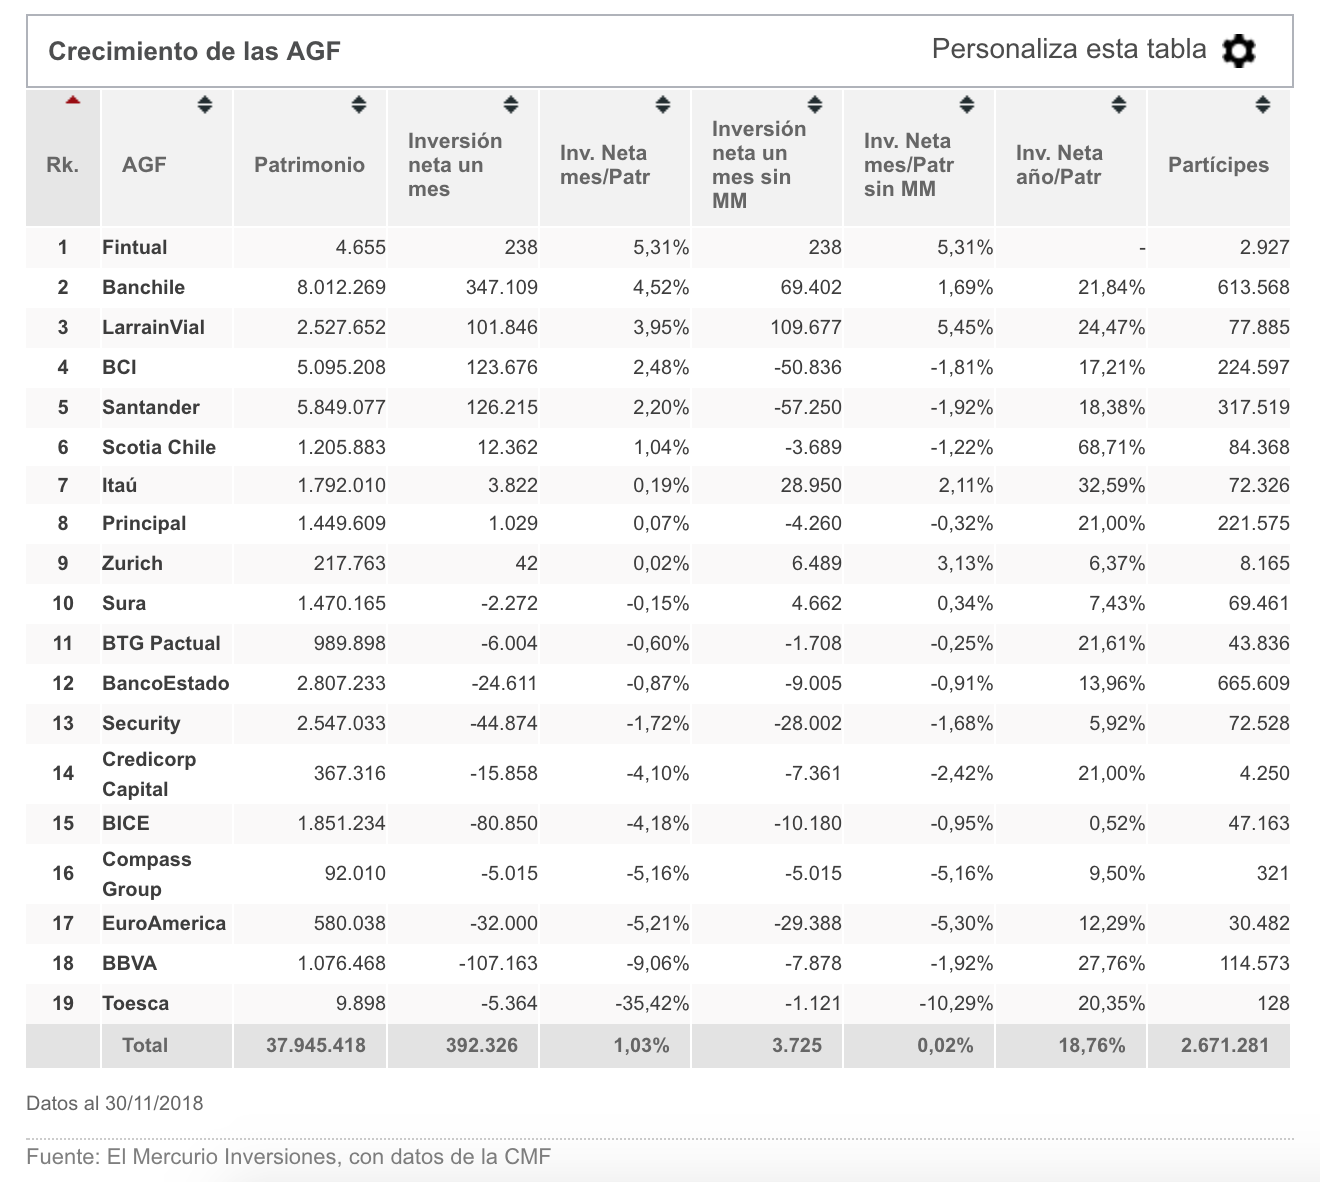 Crecimiento de las AGF Personaliza esta tabla
Rk. AGF Patrimonio Inversión neta un mes Inv. Neta mes/Patr Inversión neta un mes sin MM Inv. Neta mes/Patr sin MM Inv. Neta año/Patr Partícipes
1 Fintual 4.655 238 5,31% 238 5,31% - 2.927
2 Banchile 8.012.269 347.109 4,52% 69.402 1,69% 21,84% 613.568
3 LarrainVial 2.527.652 101.846 3,95% 109.677 5,45% 24,47% 77.885
4 BCI 5.095.208 123.676 2,48% -50.836 -1,81% 17,21% 224.597
5 Santander 5.849.077 126.215 2,20% -57.250 -1,92% 18,38% 317.519
6 Scotia Chile 1.205.883 12.362 1,04% -3.689 -1,22% 68,71% 84.368
7 Itaú 1.792.010 3.822 0,19% 28.950 2,11% 32,59% 72.326
8 Principal 1.449.609 1.029 0,07% -4.260 -0,32% 21,00% 221.575
9 Zurich 217.763 42 0,02% 6.489 3,13% 6,37% 8.165
10 Sura 1.470.165 -2.272 -0,15% 4.662 0,34% 7,43% 69.461
11 BTG Pactual 989.898 -6.004 -0,60% -1.708 -0,25% 21,61% 43.836
12 BancoEstado 2.807.233 -24.611 -0,87% -9.005 -0,91% 13,96% 665.609
13 Security 2.547.033 -44.874 -1,72% -28.002 -1,68% 5,92% 72.528
14 Credicorp Capital 367.316 -15.858 -4,10% -7.361 -2,42% 21,00% 4.250
15 BICE 1.851.234 -80.850 -4,18% -10.180 -0,95% 0,52% 47.163
16 Compass Group 92.010 -5.015 -5,16% -5.015 -5,16% 9,50% 321
17 EuroAmerica 580.038 -32.000 -5,21% -29.388 -5,30% 12,29% 30.482
18 BBVA 1.076.468 -107.163 -9,06% -7.878 -1,92% 27,76% 114.573
19 Toesca 9.898 -5.364 -35,42% -1.121 -10,29% 20,35% 128
Total 37.945.418 392.326 1,03% 3.725 0,02% 18,76% 2.671.281
Datos al 30/11/2018
Fuente: El Mercurio Inversiones, con datos de la CMF